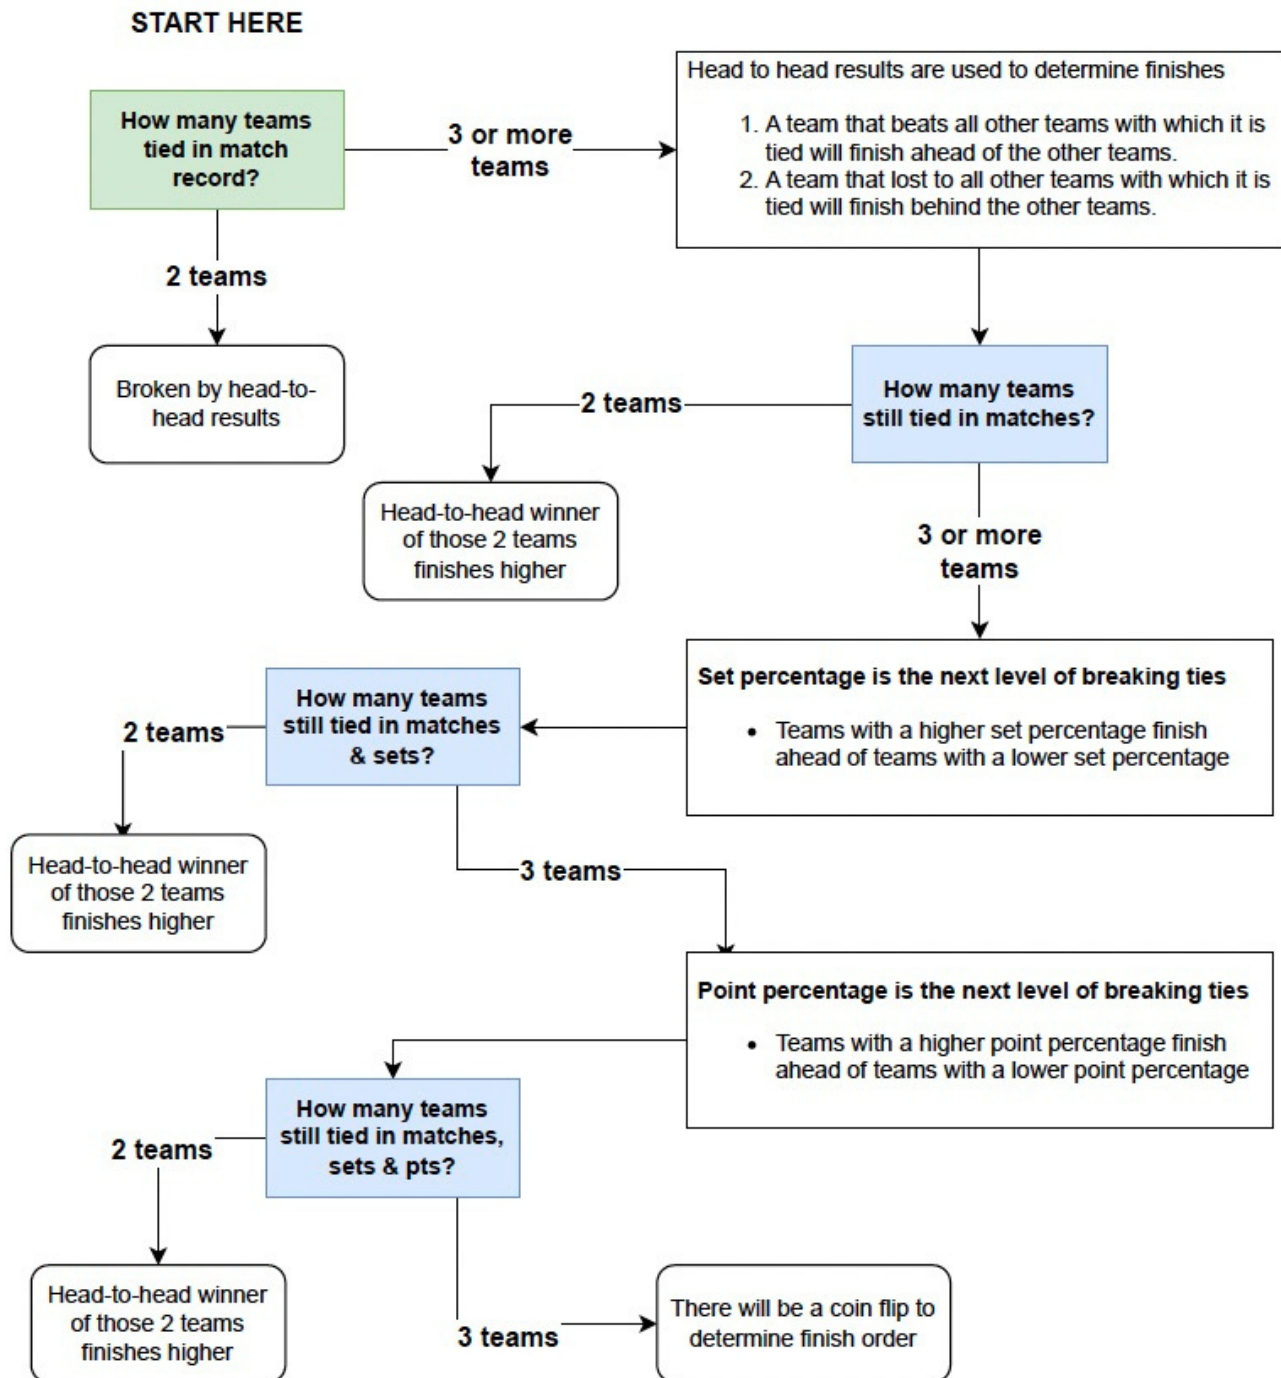 START HERE
How many teams
tied in match
record?
3 or more
teams
Head to head results are used to determine finishes
1. A team that beats all other teams with which it is
tied will finish ahead of the other teams.
2. A team that lost to all other teams with which it is
tied will finish behind the other teams.
2 teams
Broken by head-to-
head results
How many teams
still tied in matches?
2 teams
Head-to-head winner
of those 2 teams
finishes higher
3 or more
teams
Set percentage is the next level of breaking ties
• Teams with a higher set percentage finish
ahead of teams with a lower set percentage
How many teams
still tied in matches
& sets?
2 teams
Head-to-head winner
of those 2 teams
finishes higher
3 teams
Point percentage is the next level of breaking ties
• Teams with a higher point percentage finish
ahead of teams with a lower point percentage
How many teams
still tied in matches,
sets & pts?
2 teams
Head-to-head winner
of those 2 teams
finishes higher
3 teams
There will be a coin flip to
determine finish order